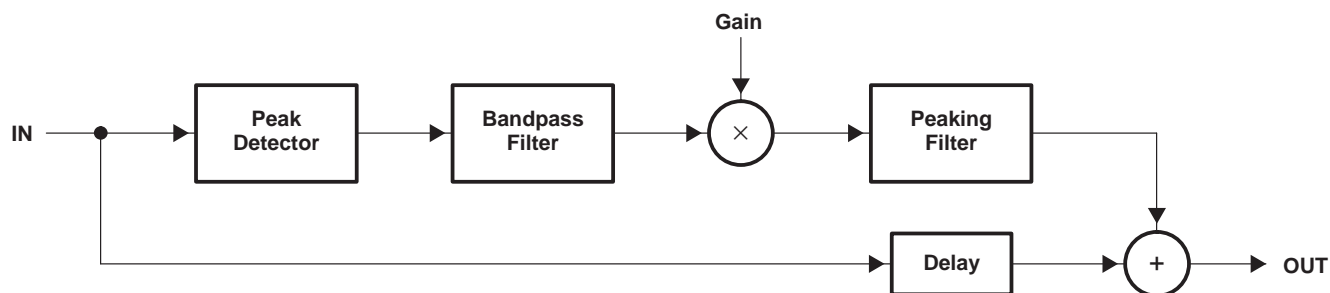 Gain
IN
Peak
Detector
Bandpass
Filter
×
Peaking
Filter
Delay
+
OUT